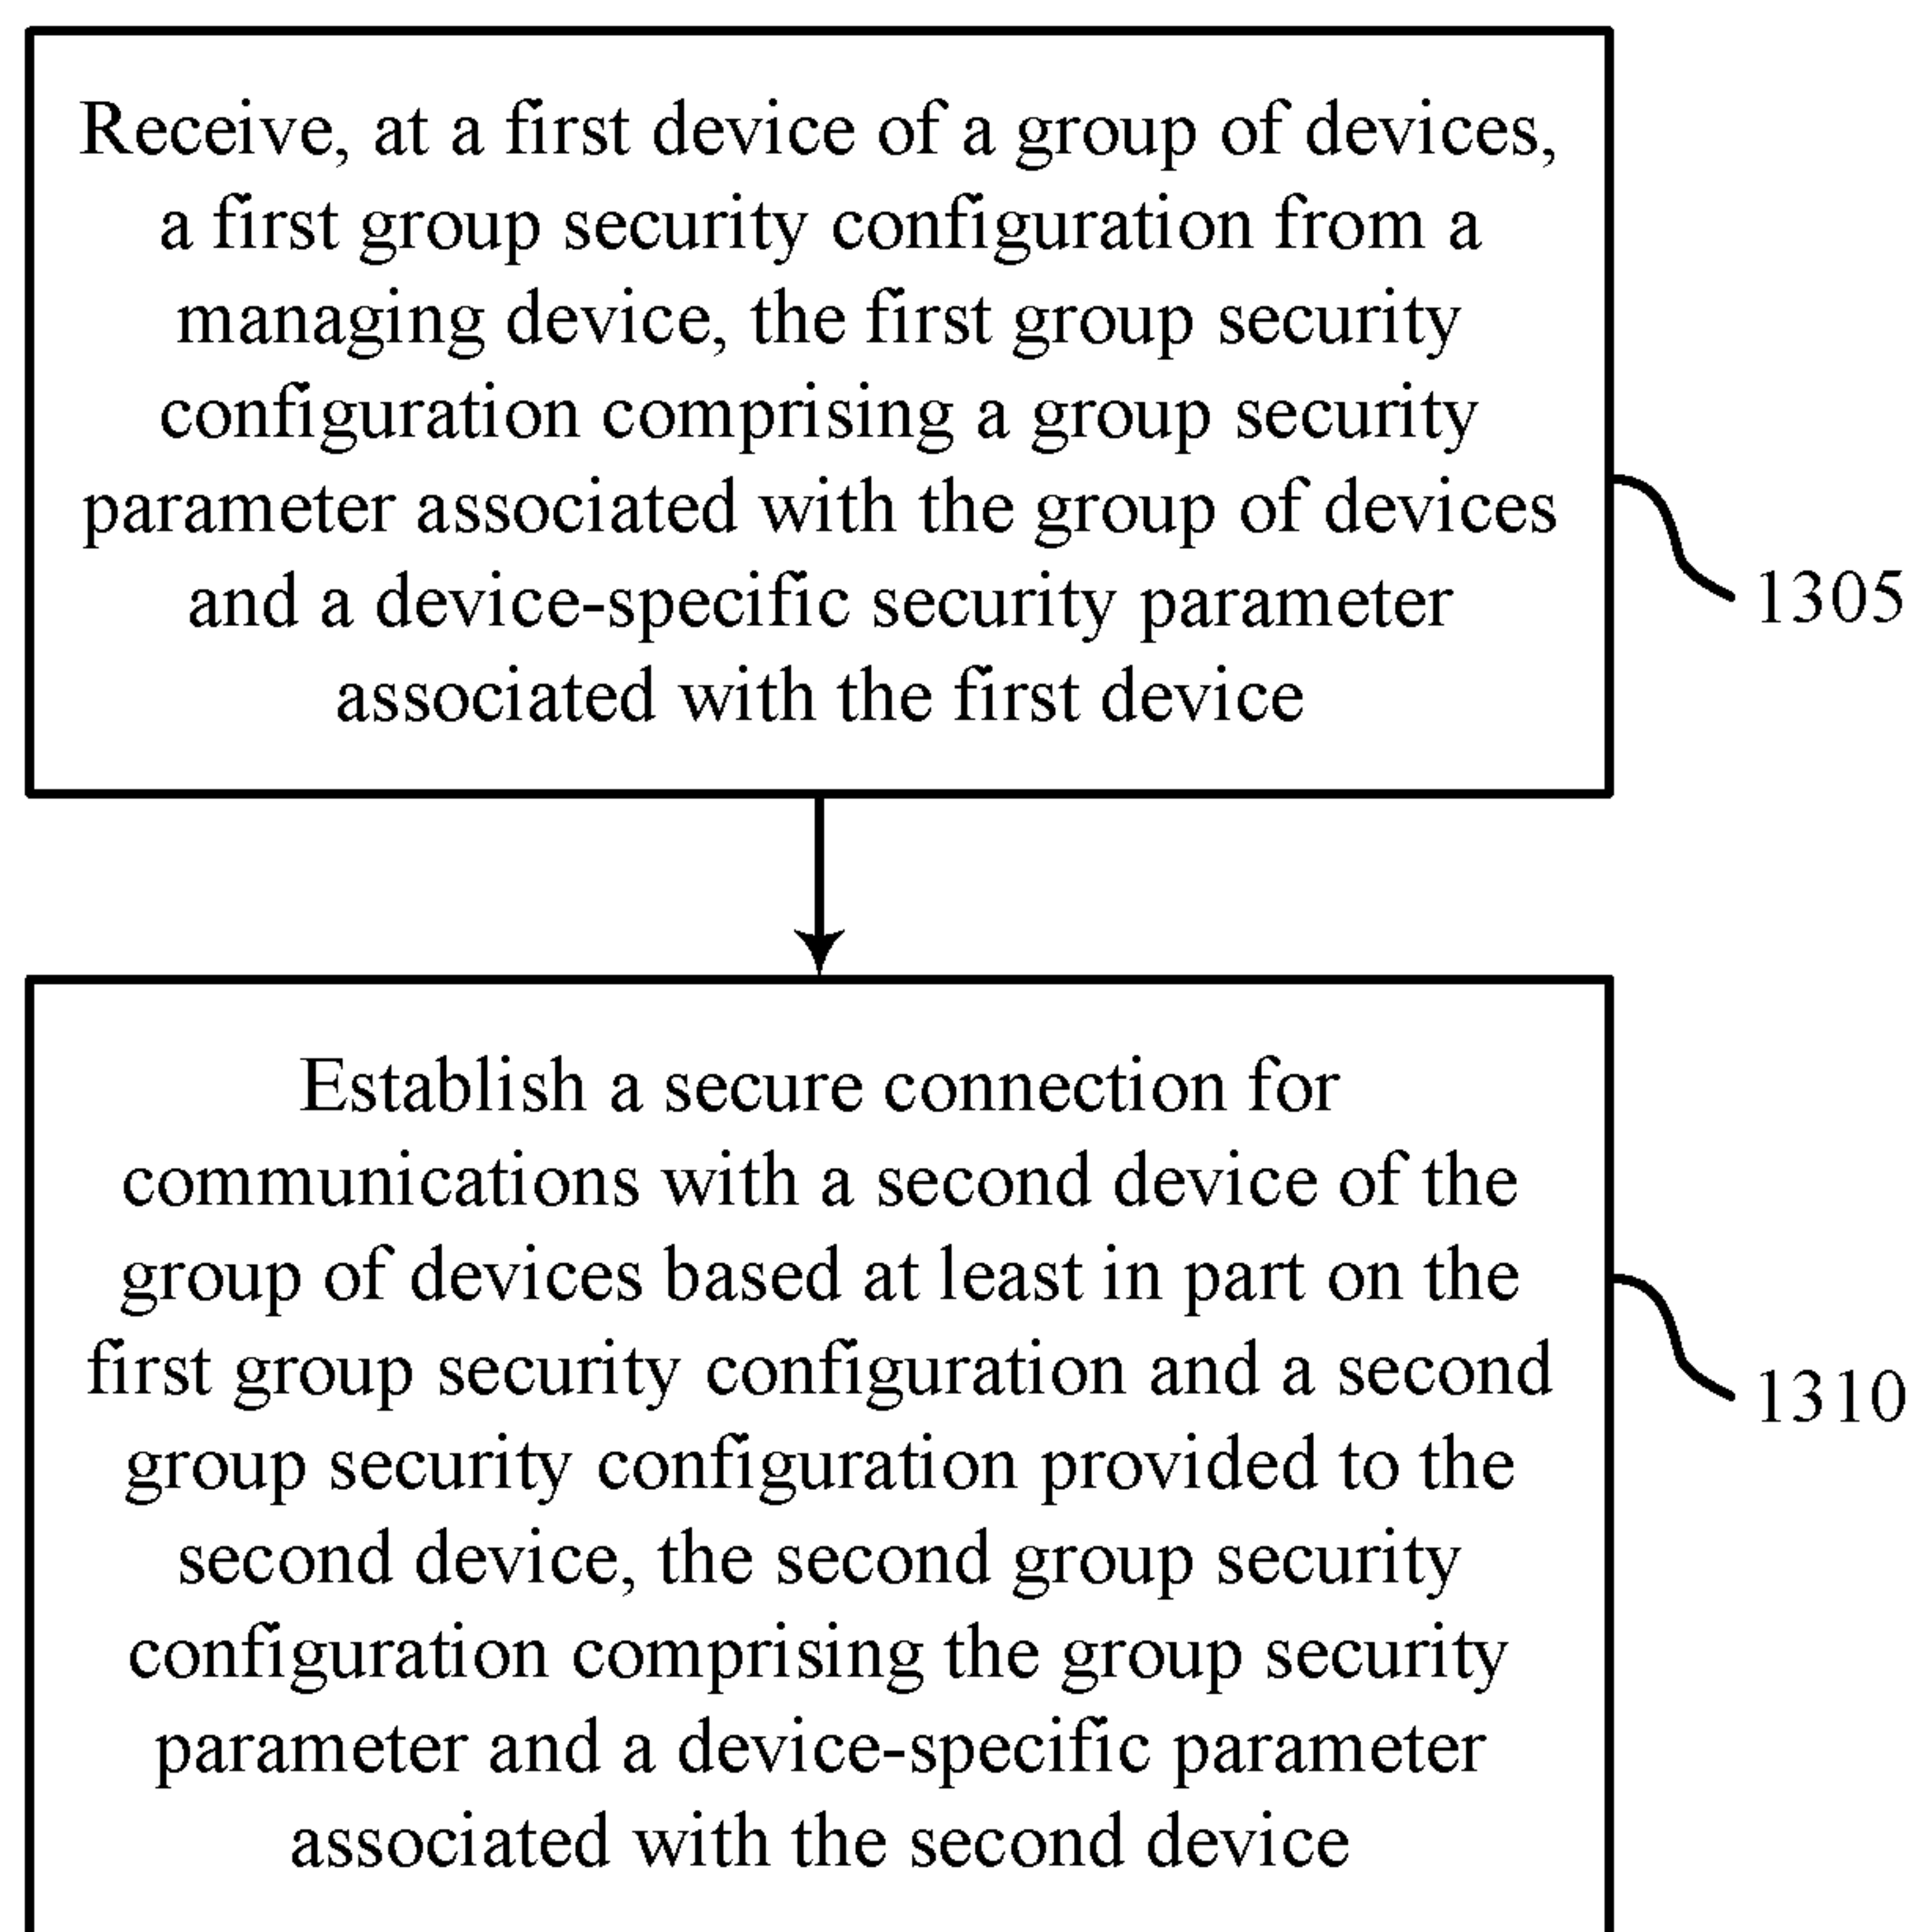 Receive, at a first device of a group of devices,
a first group security configuration from a
managing device, the first group security
configuration comprising a group security
parameter associated with the group of devices
and a device-specific security parameter
associated with the first device
1305
Establish a secure connection for
communications with a second device of the
group of devices based at least in part on the
first group security configuration and a second
group security configuration provided to the
second device, the second group security
configuration comprising the group security
parameter and a device-specific parameter
associated with the second device
1310